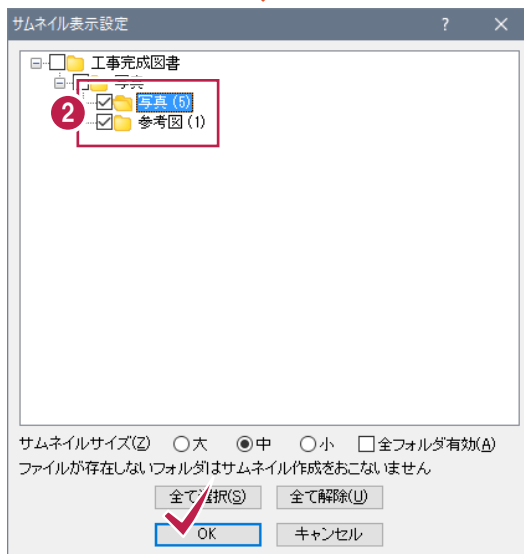 サムネイル表示設定 ? ×
工事完成図書
写真
2
写真 (5)
参考図 (1)
サムネイルサイズ(Z) 大 中 小 全フォルダ有効(A)
ファイルが存在しないフォルダはサムネイル作成をおこないません
全て選択(S) 全て解除(U)
OK キャンセル